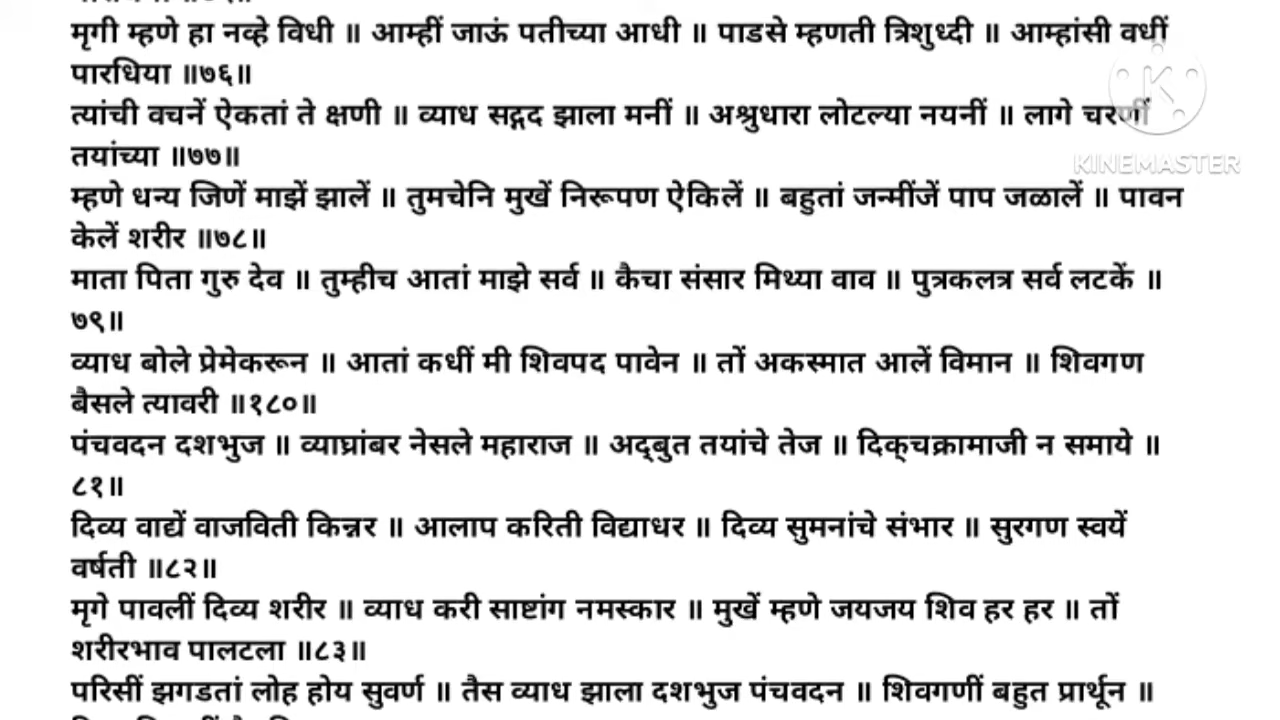 मृगी म्हणे हा नव्हे विधी ॥ आम्हीं जाऊं पतीच्या आधी ॥ पाडसे म्हणती त्रिशुध्दी ॥ आम्हांसी वधीं
पारधिया ॥७६॥
त्यांची वचनें ऐकतां ते क्षणी ॥ व्याध सद्गद झाला मनीं ॥ अश्रुधारा लोटल्या नयनीं ॥ लागे चरणीं
तयांच्या ॥७७॥
KINEMASTER
म्हणे धन्य जिणें माझें झालें ॥ तुमचेनि मुखें निरूपण ऐकिलें ॥ बहुतां जन्मींजें पाप जळालें ॥ पावन
केलें शरीर ॥७८॥
माता पिता गुरु देव ॥ तुम्हीच आतां माझे सर्व ॥ कैचा संसार मिथ्या वाव ॥ पुत्रकलत्र सर्व लटकें ॥
७९॥
व्याध बोले प्रेमेकरून ॥ आतां कधीं मी शिवपद पावेन ॥ तों अकस्मात आलें विमान ॥ शिवगण
बैसले त्यावरी ॥१८०॥
पंचवदन दशभुज ॥ व्याघ्रांबर नेसले महाराज ॥ अद्‌बुत तयांचे तेज ॥ दिक्‌चक्रामाजी न समाये ॥
८१॥
दिव्य वाद्यें वाजविती किन्नर ॥ आलाप करिती विद्याधर ॥ दिव्य सुमनांचे संभार ॥ सुरगण स्वयें
वर्षती ॥८२॥
मृगे पावलीं दिव्य शरीर ॥ व्याध करी साष्टांग नमस्कार ॥ मुखें म्हणे जयजय शिव हर हर ॥ तों
शरीरभाव पालटला ॥८३॥
परिसीं झगडतां लोह होय सुवर्ण ॥ तैस व्याध झाला दशभुज पंचवदन ॥ शिवगणीं बहुत प्रार्थून ॥